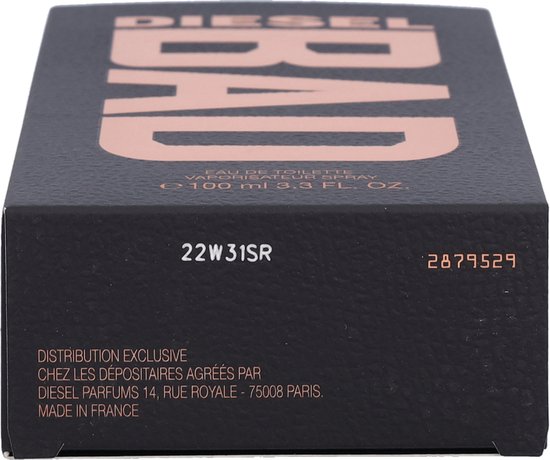 DIESEL
BAD
EAU DE TOILETTE
VAPORISATEUR SPRAY
℮ 100 ml 3.3 FL. OZ.
22W31SR
2879529
DISTRIBUTION EXCLUSIVE
CHEZ LES DÉPOSITAIRES AGRÉÉS PAR
DIESEL PARFUMS 14, RUE ROYALE - 75008 PARIS.
MADE IN FRANCE